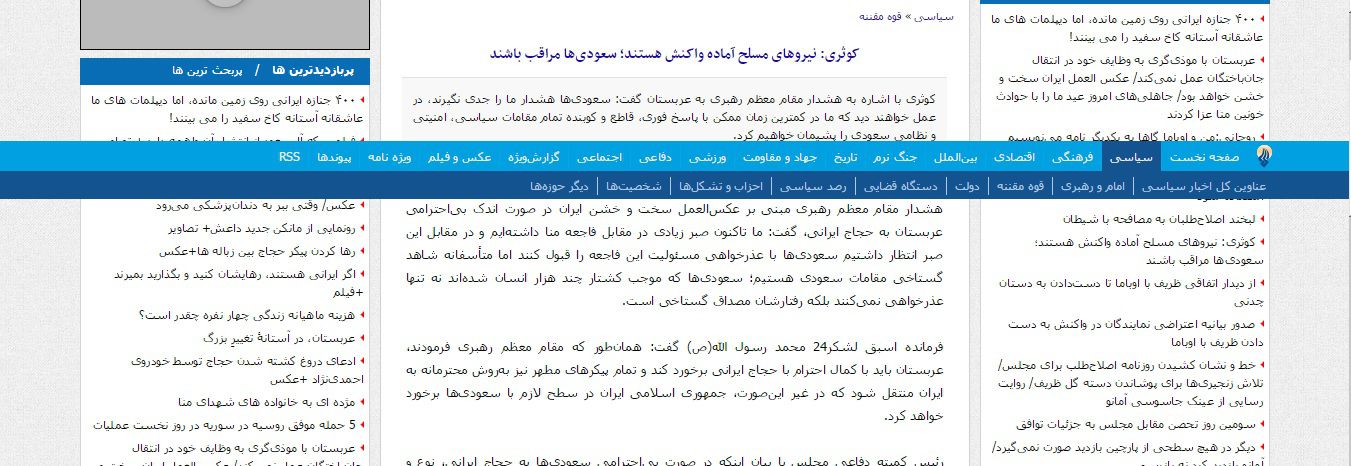 سیاسی » قوه مقننه
کوثری: نیروهای مسلح آماده واکنش هستند؛ سعودی‌ها مراقب باشند
کوثری با اشاره به هشدار مقام معظم رهبری به عربستان گفت: سعودی‌ها هشدار ما را جدی نگیرند، در
عمل خواهند دید که ما در کمترین زمان ممکن با پاسخ فوری، قاطع و کوبنده تمام مقامات سیاسی، امنیتی
و نظامی سعودی را پشیمان خواهیم کرد.
۴۰۰ جنازه ایرانی روی زمین مانده، اما دیپلمات های ما
عاشقانه آستانه کاخ سفید را می بینند!
عربستان با موذی‌گری به وظایف خود در انتقال
جان‌باختگان عمل نمی‌کند/ عکس العمل ایران سخت و
خشن خواهد بود/ جاهلی‌های امروز عید ما را با حوادث
خونین منا عزا کردند
روحانی:من و اوباما گاها به یکدیگر نامه می‌نویسیم
پربازدیدترین ها / پربحث ترین ها
۴۰۰ جنازه ایرانی روی زمین مانده، اما دیپلمات های ما
عاشقانه آستانه کاخ سفید را می بینند!
صفحه نخست سیاسی فرهنگی اقتصادی بین‌الملل جنگ نرم تاریخ جهاد و مقاومت ورزشی دفاعی اجتماعی گزارش‌ویژه عکس و فیلم ویژه نامه پیوندها RSS
عناوین کل اخبار سیاسی امام و رهبری قوه مقننه دولت دستگاه قضایی رصد سیاسی احزاب و تشکل‌ها شخصیت‌ها دیگر حوزه‌ها
لبخند اصلاح‌طلبان به مصافحه با شیطان
کوثری: نیروهای مسلح آماده واکنش هستند؛
سعودی‌ها مراقب باشند
از دیدار اتفاقی ظریف با اوباما تا دست‌دادن به دستان
چدنی
صدور بیانیه اعتراضی نمایندگان در واکنش به دست
دادن ظریف با اوباما
خط و نشان کشیدن روزنامه اصلاح‌طلب برای مجلس/
تلاش زنجیری‌ها برای پوشاندن دسته گل ظریف/ روایت
رسایی از عینک جاسوسی آمانو
سومین روز تحصن مقابل مجلس به جزئیات توافق
دیگر در هیچ سطحی از پارچین بازدید صورت نمی‌گیرد/
هشدار مقام معظم رهبری مبنی بر عکس‌العمل سخت و خشن ایران در صورت اندک بی‌احترامی
عربستان به حجاج ایرانی، گفت: ما تاکنون صبر زیادی در مقابل فاجعه منا داشته‌ایم و در مقابل این
صبر انتظار داشتیم سعودی‌ها با عذرخواهی مسئولیت این فاجعه را قبول کنند اما متأسفانه شاهد
گستاخی مقامات سعودی هستیم؛ سعودی‌ها که موجب کشتار چند هزار انسان شده‌اند نه تنها
عذرخواهی نمی‌کنند بلکه رفتارشان مصداق گستاخی است.
فرمانده اسبق لشکر24 محمد رسول الله(ص) گفت: همان‌طور که مقام معظم رهبری فرمودند،
عربستان باید با کمال احترام با حجاج ایرانی برخورد کند و تمام پیکرهای مطهر نیز به‌روش محترمانه به
ایران منتقل شود که در غیر این‌صورت، جمهوری اسلامی ایران در سطح لازم با سعودی‌ها برخورد
خواهد کرد.
رئیس کمیته دفاعی مجلس با بیان اینکه در صورت بی‌احترامی سعودی‌ها به حجاج ایرانی، نوع و
عکس/ وقتی ببر به دندان‌پزشکی می‌رود
رونمایی از مانکن جدید داعش+ تصاویر
رها کردن پیکر حجاج بین زباله ها+عکس
اگر ایرانی هستند، رهایشان کنید و بگذارید بمیرند
+فیلم
هزینه ماهیانه زندگی چهار نفره چقدر است؟
عربستان، در آستانهٔ تغییرِ بزرگ
ادعای دروغ کشته شدن حجاج توسط خودروی
احمدی‌نژاد +عکس
مژده ای به خانواده های شهدای منا
5 حمله موفق روسیه در سوریه در روز نخست عملیات
عربستان با موذی‌گری به وظایف خود در انتقال